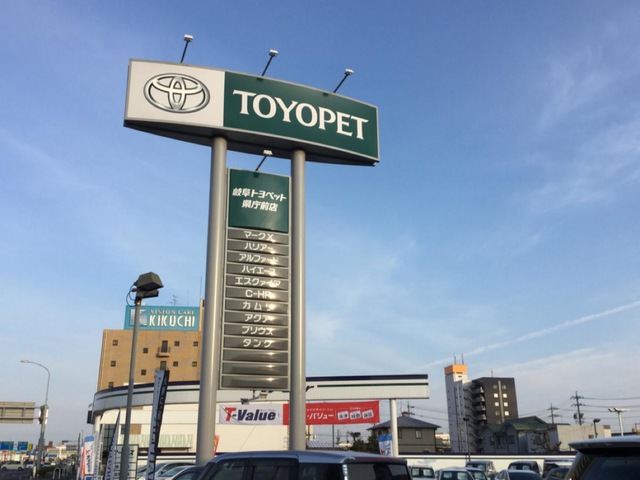 TOYOPET
岐阜トヨペット
県庁前店
マークX
ハリアー
アルファード
ハイエース
エスクァイア
C-HR
カムリ
アクア
プリウス
タンク
VISION CARE
KIKUCHI
T-Value